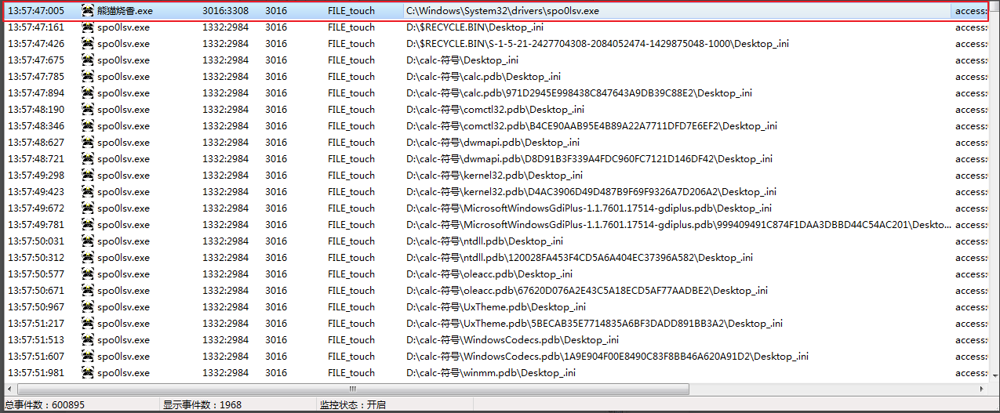 13:57:47:005 熊猫烧香.exe 3016:3308 3016 FILE_touch C:\Windows\System32\drivers\spo0lsv.exe access:
13:57:47:161 spo0lsv.exe 1332:2984 3016 FILE_touch D:\$RECYCLE.BIN\Desktop_.ini access:
13:57:47:426 spo0lsv.exe 1332:2984 3016 FILE_touch D:\$RECYCLE.BIN\S-1-5-21-2427704308-2084052474-1429875048-1000\Desktop_.ini access:
13:57:47:675 spo0lsv.exe 1332:2984 3016 FILE_touch D:\calc-符号\Desktop_.ini access:
13:57:47:785 spo0lsv.exe 1332:2984 3016 FILE_touch D:\calc-符号\calc.pdb\Desktop_.ini access:
13:57:47:894 spo0lsv.exe 1332:2984 3016 FILE_touch D:\calc-符号\calc.pdb\971D2945E998438C847643A9DB39C88E2\Desktop_.ini access:
13:57:48:190 spo0lsv.exe 1332:2984 3016 FILE_touch D:\calc-符号\comctl32.pdb\Desktop_.ini access:
13:57:48:346 spo0lsv.exe 1332:2984 3016 FILE_touch D:\calc-符号\comctl32.pdb\B4CE90AAB95E4B89A22A7711DFD7E6EF2\Desktop_.ini access:
13:57:48:627 spo0lsv.exe 1332:2984 3016 FILE_touch D:\calc-符号\dwmapi.pdb\Desktop_.ini access:
13:57:48:721 spo0lsv.exe 1332:2984 3016 FILE_touch D:\calc-符号\dwmapi.pdb\D8D91B3F339A4FDC960FC7121D146DF42\Desktop_.ini access:
13:57:49:298 spo0lsv.exe 1332:2984 3016 FILE_touch D:\calc-符号\kernel32.pdb\Desktop_.ini access:
13:57:49:423 spo0lsv.exe 1332:2984 3016 FILE_touch D:\calc-符号\kernel32.pdb\D4AC3906D49D487B9F69F9326A7D206A2\Desktop_.ini access:
13:57:49:672 spo0lsv.exe 1332:2984 3016 FILE_touch D:\calc-符号\MicrosoftWindowsGdiPlus-1.1.7601.17514-gdiplus.pdb\Desktop_.ini access:
13:57:49:781 spo0lsv.exe 1332:2984 3016 FILE_touch D:\calc-符号\MicrosoftWindowsGdiPlus-1.1.7601.17514-gdiplus.pdb\999409491C874F1DAA3DBBD44C54AC201\Deskto... access:
13:57:50:031 spo0lsv.exe 1332:2984 3016 FILE_touch D:\calc-符号\ntdll.pdb\Desktop_.ini access:
13:57:50:312 spo0lsv.exe 1332:2984 3016 FILE_touch D:\calc-符号\ntdll.pdb\120028FA453F4CD5A6A404EC37396A582\Desktop_.ini access:
13:57:50:577 spo0lsv.exe 1332:2984 3016 FILE_touch D:\calc-符号\oleacc.pdb\Desktop_.ini access:
13:57:50:671 spo0lsv.exe 1332:2984 3016 FILE_touch D:\calc-符号\oleacc.pdb\67620D076A2E43C5A18ECD5AF77AADBE2\Desktop_.ini access:
13:57:50:967 spo0lsv.exe 1332:2984 3016 FILE_touch D:\calc-符号\UxTheme.pdb\Desktop_.ini access:
13:57:51:217 spo0lsv.exe 1332:2984 3016 FILE_touch D:\calc-符号\UxTheme.pdb\5BECAB35E7714835A6BF3DADD891BB3A2\Desktop_.ini access:
13:57:51:513 spo0lsv.exe 1332:2984 3016 FILE_touch D:\calc-符号\WindowsCodecs.pdb\Desktop_.ini access:
13:57:51:607 spo0lsv.exe 1332:2984 3016 FILE_touch D:\calc-符号\WindowsCodecs.pdb\1A9E904F00E8490C83F8BB46A620A91D2\Desktop_.ini access:
13:57:51:981 spo0lsv.exe 1332:2984 3016 FILE_touch D:\calc-符号\winmm.pdb\Desktop_.ini access:
总事件数：600895 显示事件数：1968 监控状态：开启